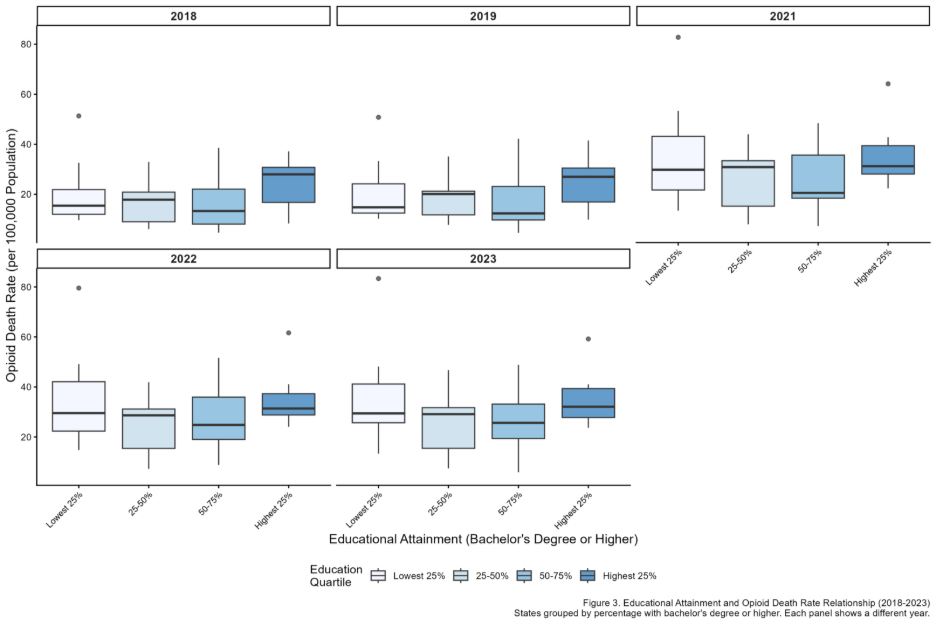 2018
2019
2021
80
60
40
20
Lowest 25%
25-50%
50-75%
Highest 25%
2022
2023
80
60
40
20
Lowest 25%
25-50%
50-75%
Highest 25%
Lowest 25%
25-50%
50-75%
Highest 25%
Opioid Death Rate (per 100,000 Population)
Educational Attainment (Bachelor's Degree or Higher)
Education
Quartile
Lowest 25%
25-50%
50-75%
Highest 25%
Figure 3. Educational Attainment and Opioid Death Rate Relationship (2018-2023)
States grouped by percentage with bachelor's degree or higher. Each panel shows a different year.